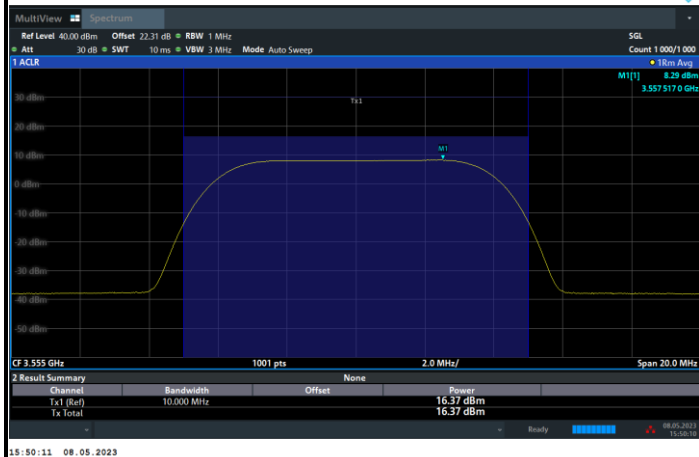 MultiView Spectrum
Ref Level 40.00 dBm Offset 22.31 dB RBW 1 MHz SGL
Att 30 dB SWT 10 ms VBW 3 MHz Mode Auto Sweep Count 1000/1000
1 ACLR 1Rm Avg
M1[1] 8.29 dBm
3.557 517 0 GHz
30 dBm
Tx1
20 dBm
10 dBm
M1
0 dBm
-10 dBm
-20 dBm
-30 dBm
-40 dBm
-50 dBm
CF 3.555 GHz 1001 pts 2.0 MHz/ Span 20.0 MHz
2 Result Summary None
Channel Bandwidth Offset Power
Tx1 (Ref) 10.000 MHz 16.37 dBm
Tx Total 16.37 dBm
Ready 08.05.2023
15:50:10
15:50:11 08.05.2023